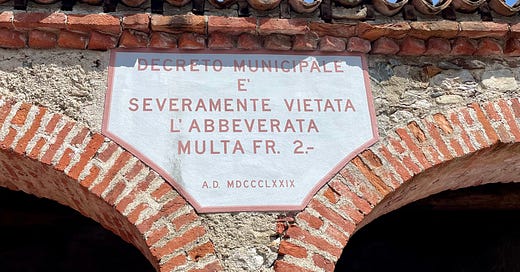 DECRETO MUNICIPALE
E'
SEVERAMENTE VIETATA
L'ABBEVERATA
MULTA FR. 2.-
A.D. MDCCCLXXIX